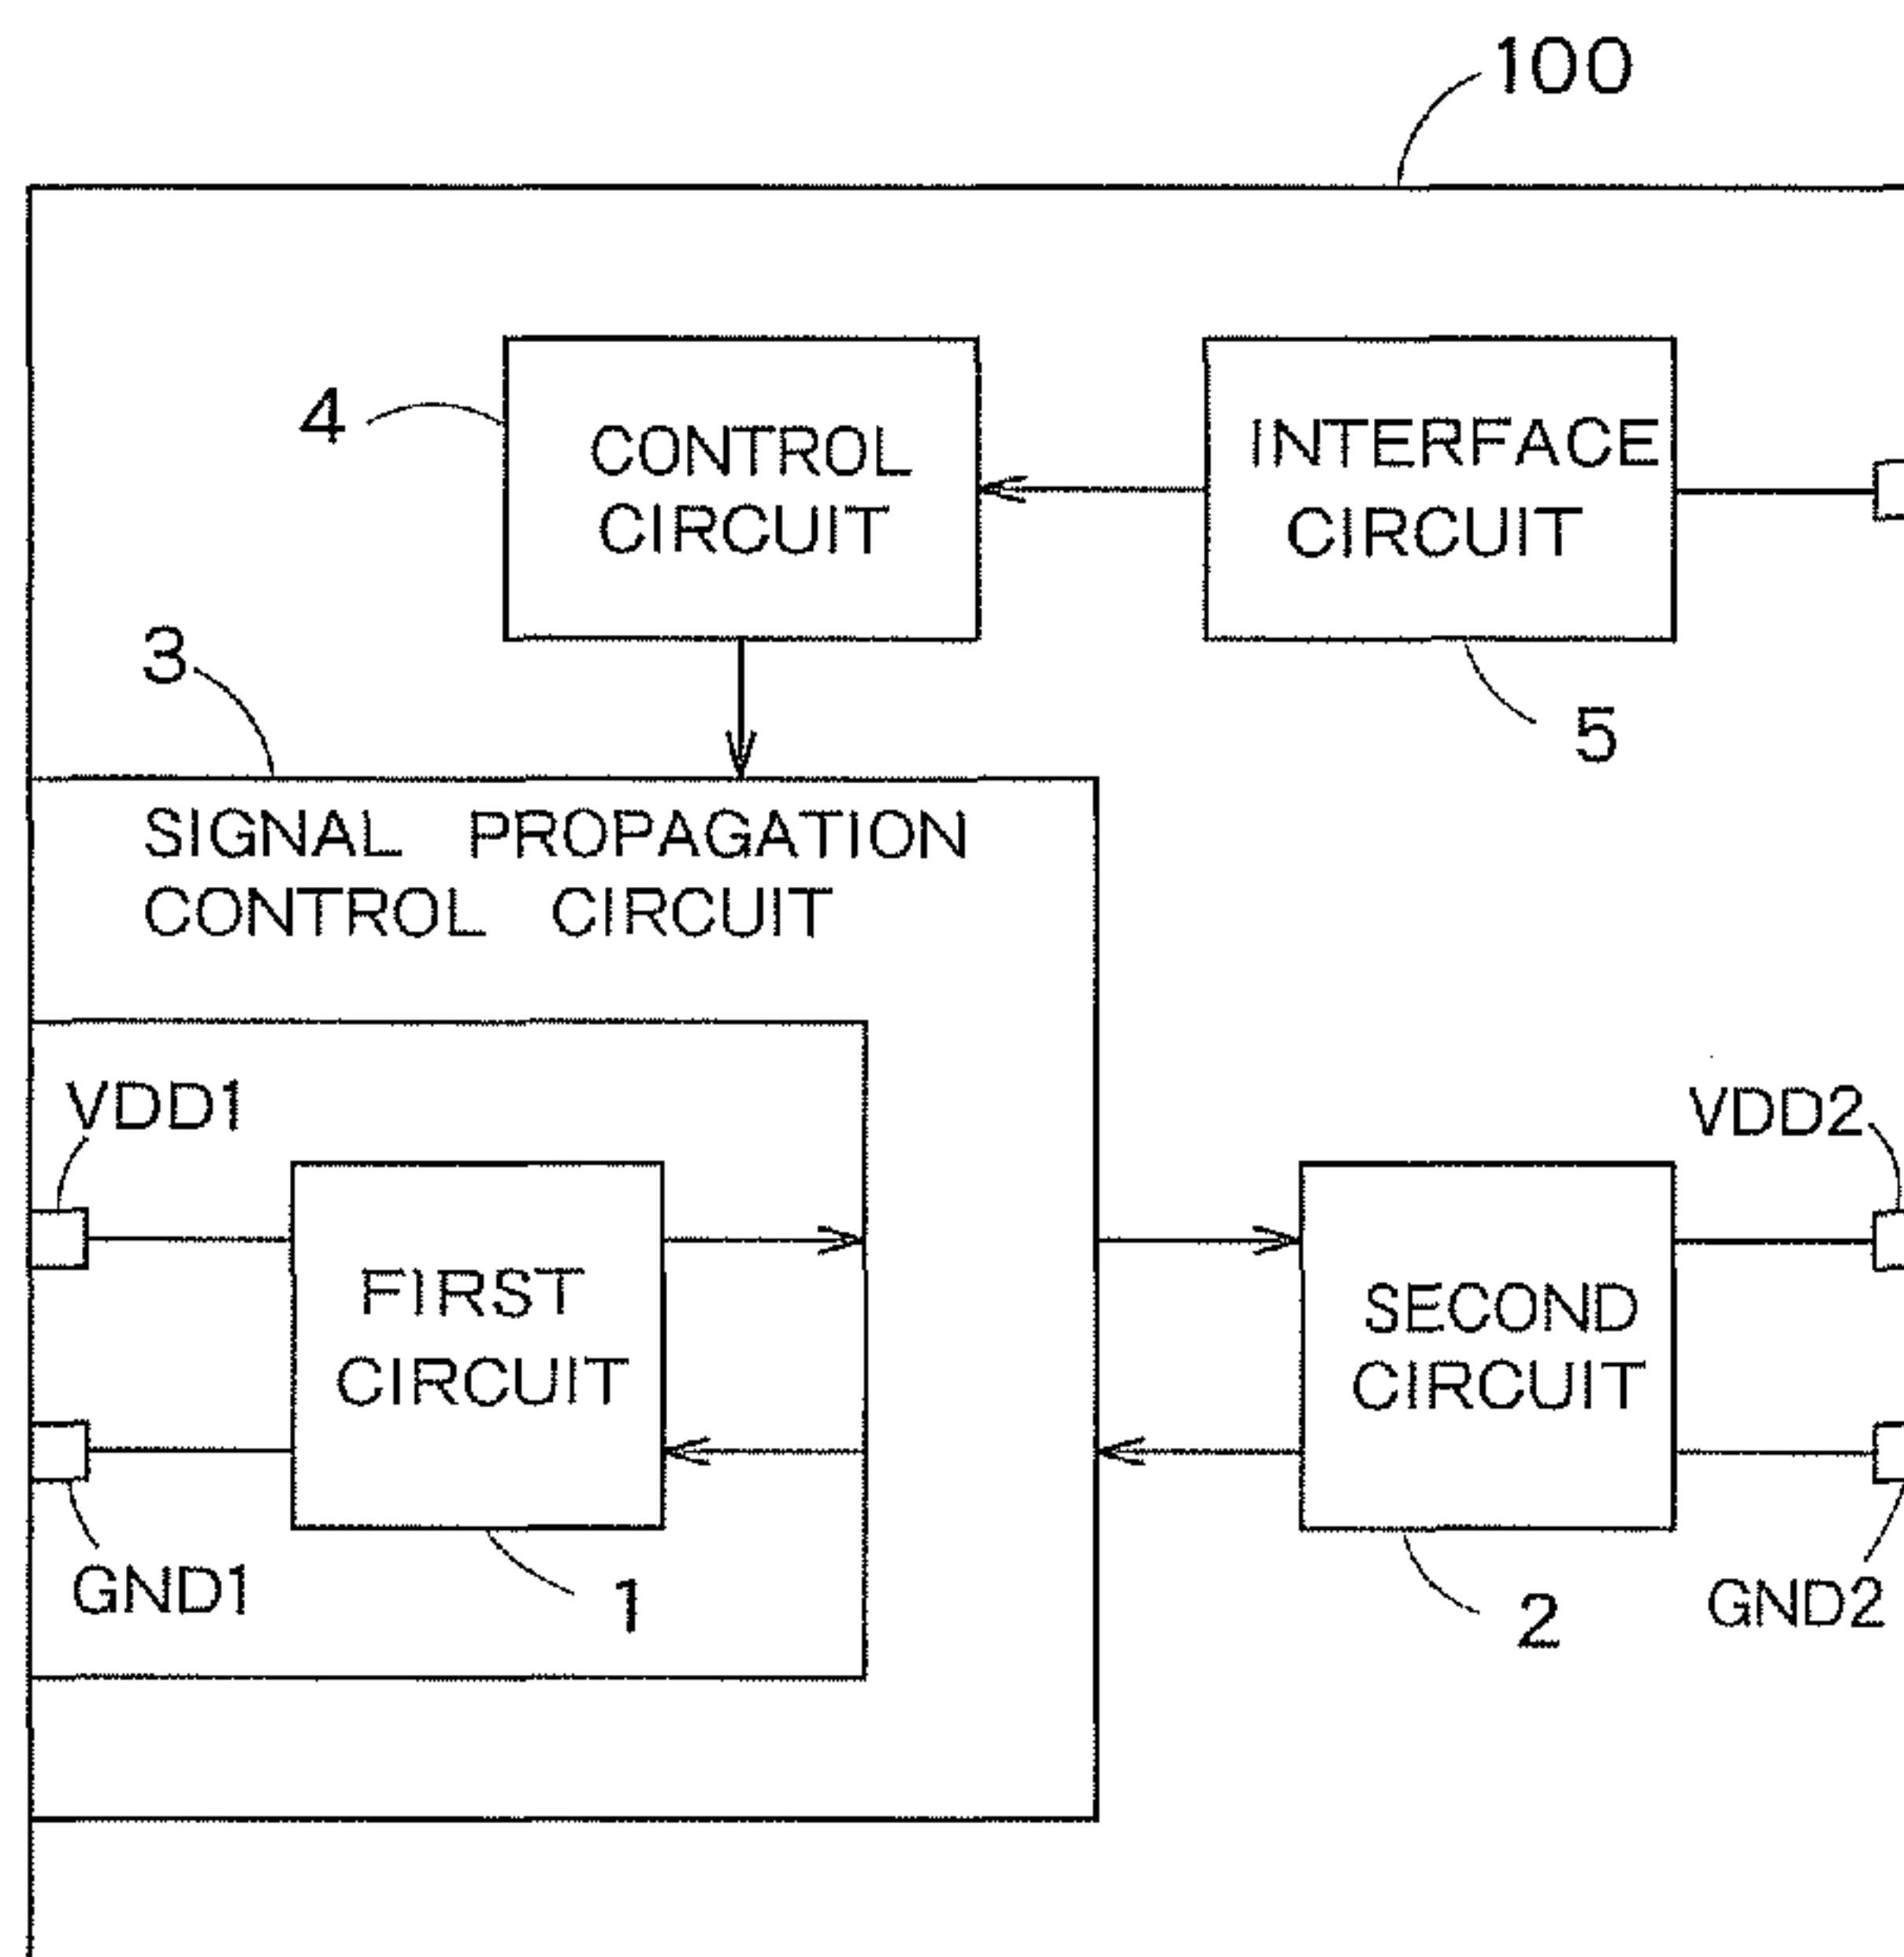 100
4
CONTROL
CIRCUIT
INTERFACE
CIRCUIT
3
5
SIGNAL PROPAGATION
CONTROL CIRCUIT
VDD1
VDD2
FIRST
CIRCUIT
SECOND
CIRCUIT
GND1
1
2
GND2